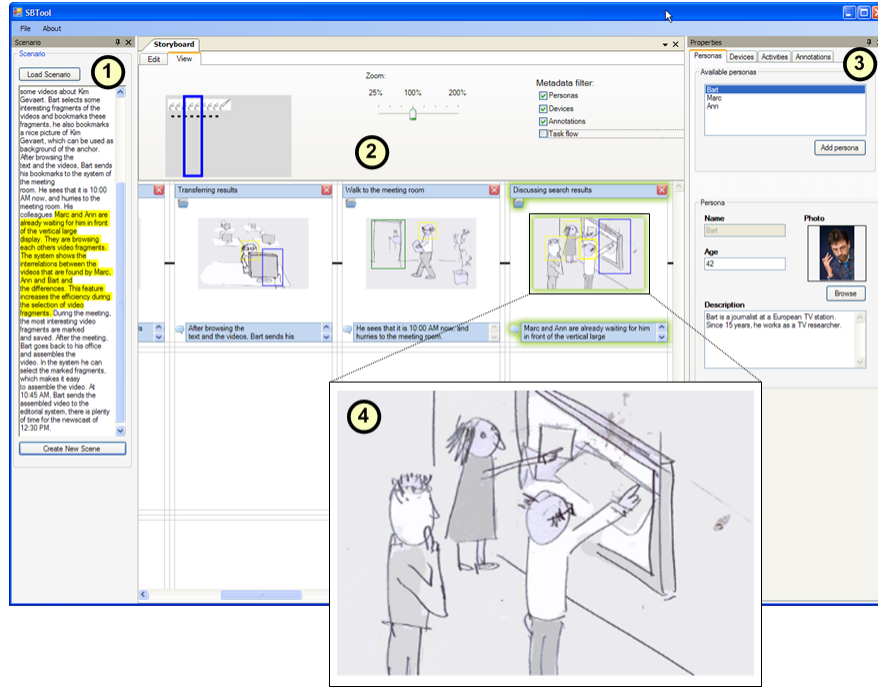 SBTool
File About
Scenario
Scenario
Load Scenario
1
some videos about Kim
Gevaert. Bart selects some
interesting fragments of the
videos and bookmarks these
fragments, he also bookmarks
a nice picture of Kim
Gevaert, which can be used as
background of the anchor.
After browsing the
text and the videos, Bart sends
his bookmarks to the system of
the meeting
room. He sees that it is 10:00
AM now, and hurries to the
meeting room. His
colleagues Marc and Ann are
already waiting for him in front
of the vertical large
display. They are browsing
each others video fragments.
The system shows the
interrelations between the
videos that are found by Marc,
Ann and Bart and
the differences. This feature
increases the efficiency during
the selection of video
fragments. During the meeting,
the most interesting video
fragments are marked
and saved. After the meeting,
Bart goes back to his office
and assembles the
video. In the system he can
select the marked fragments,
which makes it easy
to assemble the video. At
10:45 AM, Bart sends the
assembled video to the
editorial system, there is plenty
of time for the newscast of
12:30 PM.
Create New Scene
Storyboard
Edit View
Zoom:
25% 100% 200%
Metadata filter:
Personas
Devices
Annotations
Task flow
2
Transferring results
Walk to the meeting room
Discussing search results
After browsing the
text and the videos, Bart sends his
He sees that it is 10:00 AM now, and
hurries to the meeting room.
Marc and Ann are already waiting for him
in front of the vertical large
4
Properties
Personas Devices Activities Annotations
3
Available personas
Bart
Marc
Ann
Add persona
Persona
Name
Bart
Photo
Age
42
Browse
Description
Bart is a journalist at a European TV station.
Since 15 years, he works as a TV researcher.